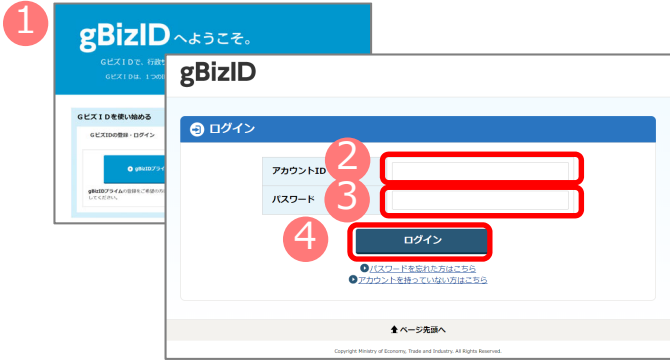 1
gBizIDへようこそ。
GビズIDで、行政
GビズIDは、1つの
GビズIDを使い始める
GビズIDの登録・ログイン
gBizIDプライ
gBizIDプライムの登録をご希望の
してください。
gBizID
ログイン
アカウントID
2
パスワード
3
4
ログイン
パスワードを忘れた方はこちら
アカウントを持っていない方はこちら
ページ先頭へ
Copyright Ministry of Economy, Trade and Industry. All Rights Reserved.